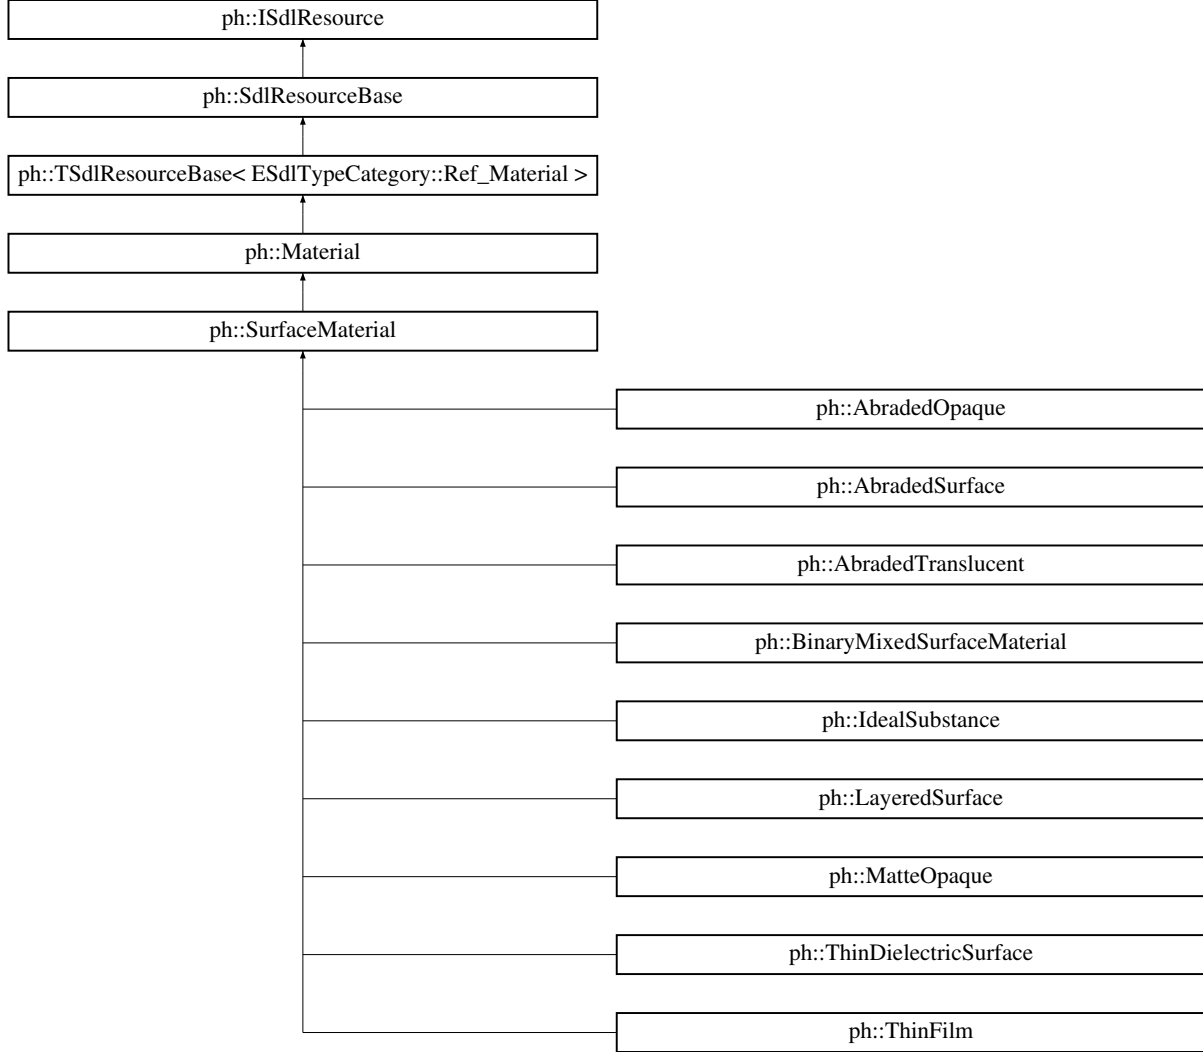 ph::ISdlResource
ph::SdlResourceBase
ph::TSdlResourceBase< ESdlTypeCategory::Ref_Material >
ph::Material
ph::SurfaceMaterial
ph::AbradedOpaque
ph::AbradedSurface
ph::AbradedTranslucent
ph::BinaryMixedSurfaceMaterial
ph::IdealSubstance
ph::LayeredSurface
ph::MatteOpaque
ph::ThinDielectricSurface
ph::ThinFilm